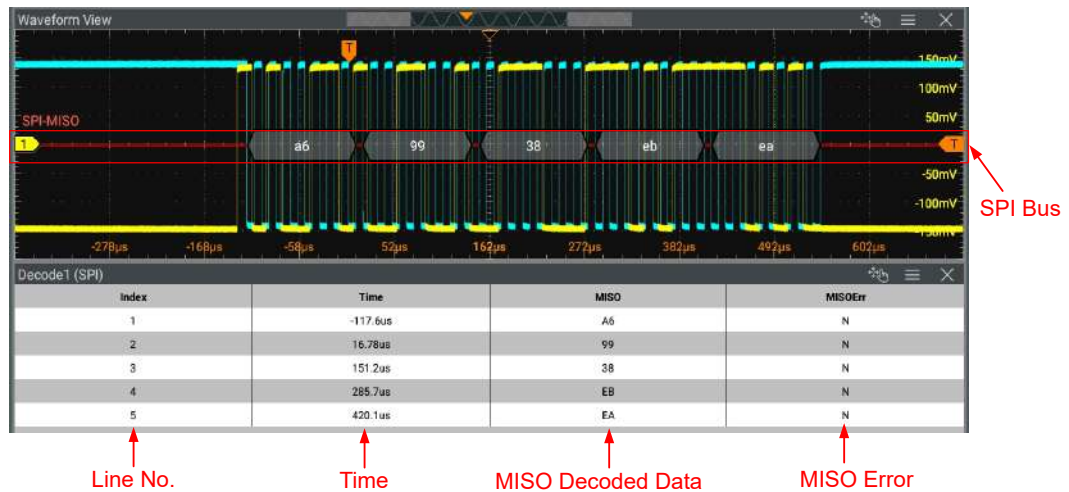 Waveform View
T
150mV
100mV
SPI-MISO
50mV
1
a6 99 38 eb ea
T
-50mV
-100mV
SPI Bus
-150mV
-278µs -168µs -58µs 52µs 162µs 272µs 382µs 492µs 602µs
Decode1 (SPI)
Index Time MISO MISOErr
1 -117.6us A6 N
2 16.78us 99 N
3 151.2us 38 N
4 285.7us EB N
5 420.1us EA N
Line No. Time MISO Decoded Data MISO Error